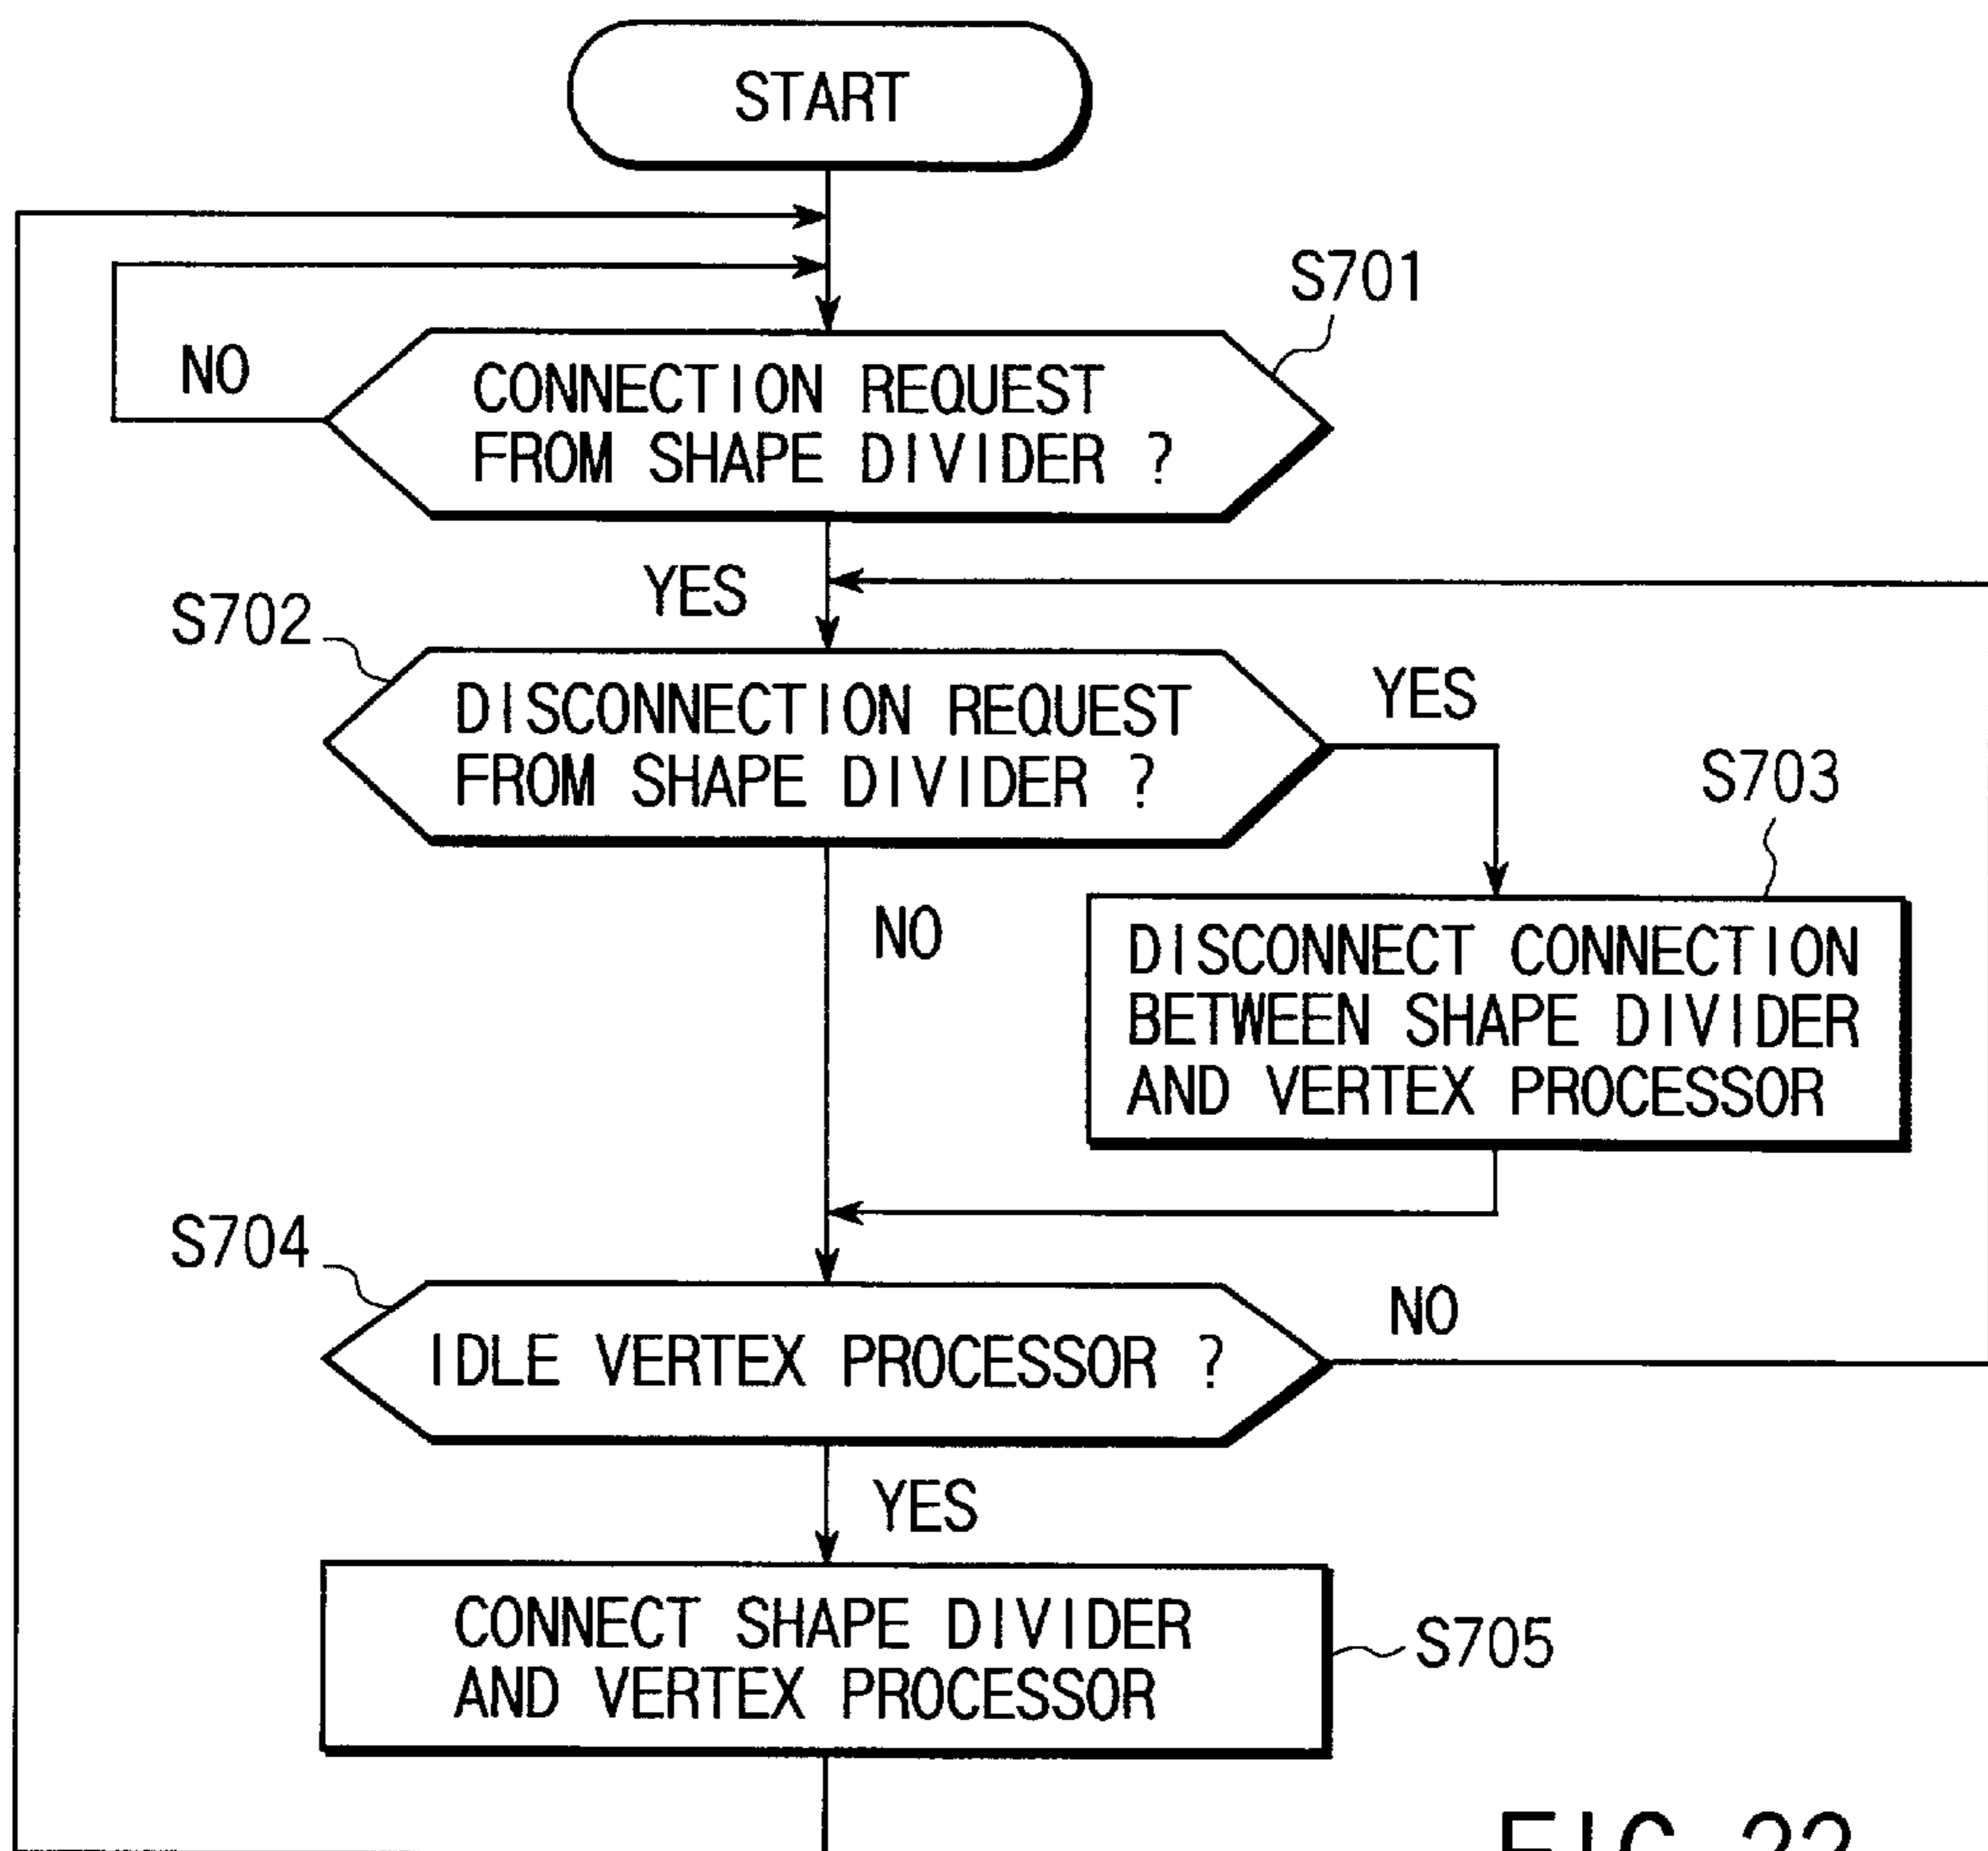 START
S701
NO
CONNECTION REQUEST
FROM SHAPE DIVIDER ?
YES
S702
DISCONNECTION REQUEST
FROM SHAPE DIVIDER ?
YES
S703
NO
DISCONNECT CONNECTION
BETWEEN SHAPE DIVIDER
AND VERTEX PROCESSOR
S704
IDLE VERTEX PROCESSOR ?
NO
YES
CONNECT SHAPE DIVIDER
AND VERTEX PROCESSOR
S705